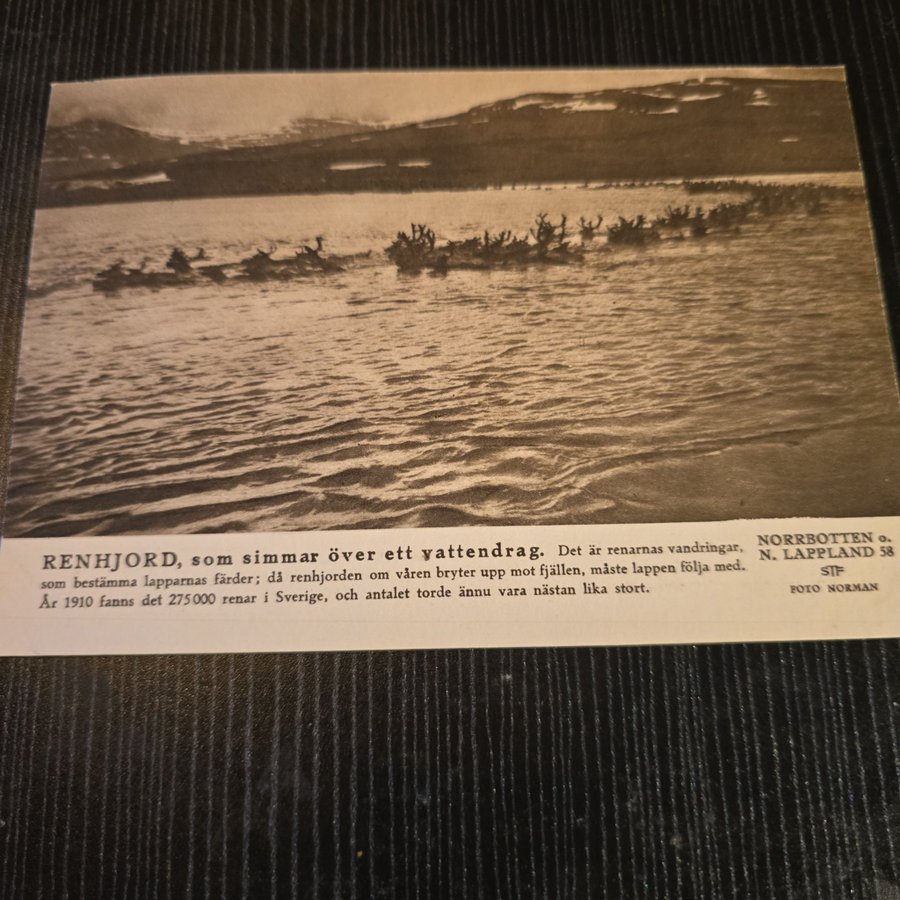 RENHJORD, som simmar över ett vattendrag. Det är renarnas vandringar,
som bestämma lapparnas färder; då renhjorden om våren bryter upp mot fjällen, måste lappen följa med.
År 1910 fanns det 275000 renar i Sverige, och antalet torde ännu vara nästan lika stort.
NORRBOTTEN o.
N. LAPPLAND 58
STF
FOTO NORMAN